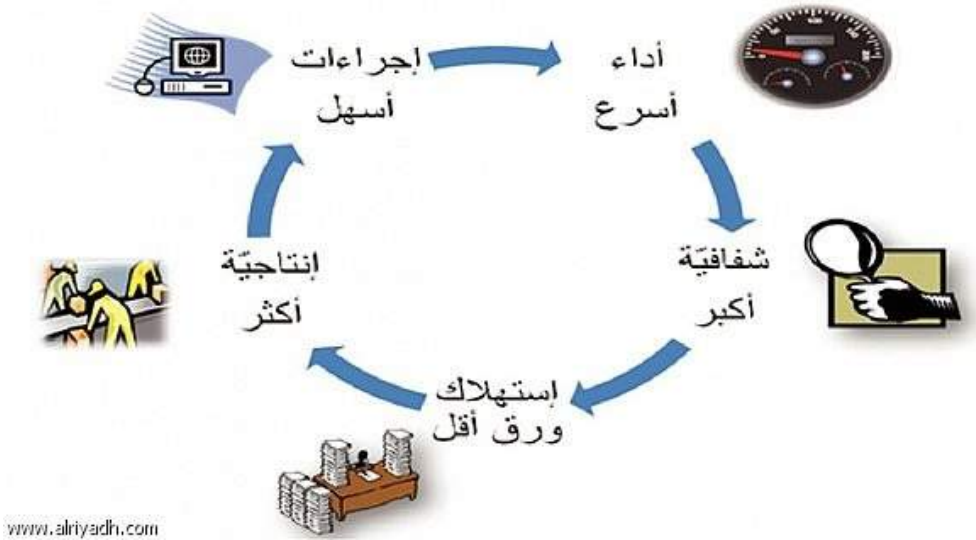 إجراءات
أسهل
أداء
أسرع
شفافيّة
أكبر
إستهلاك
ورق أقل
إنتاجيّة
أكثر
www.alriyadh.com